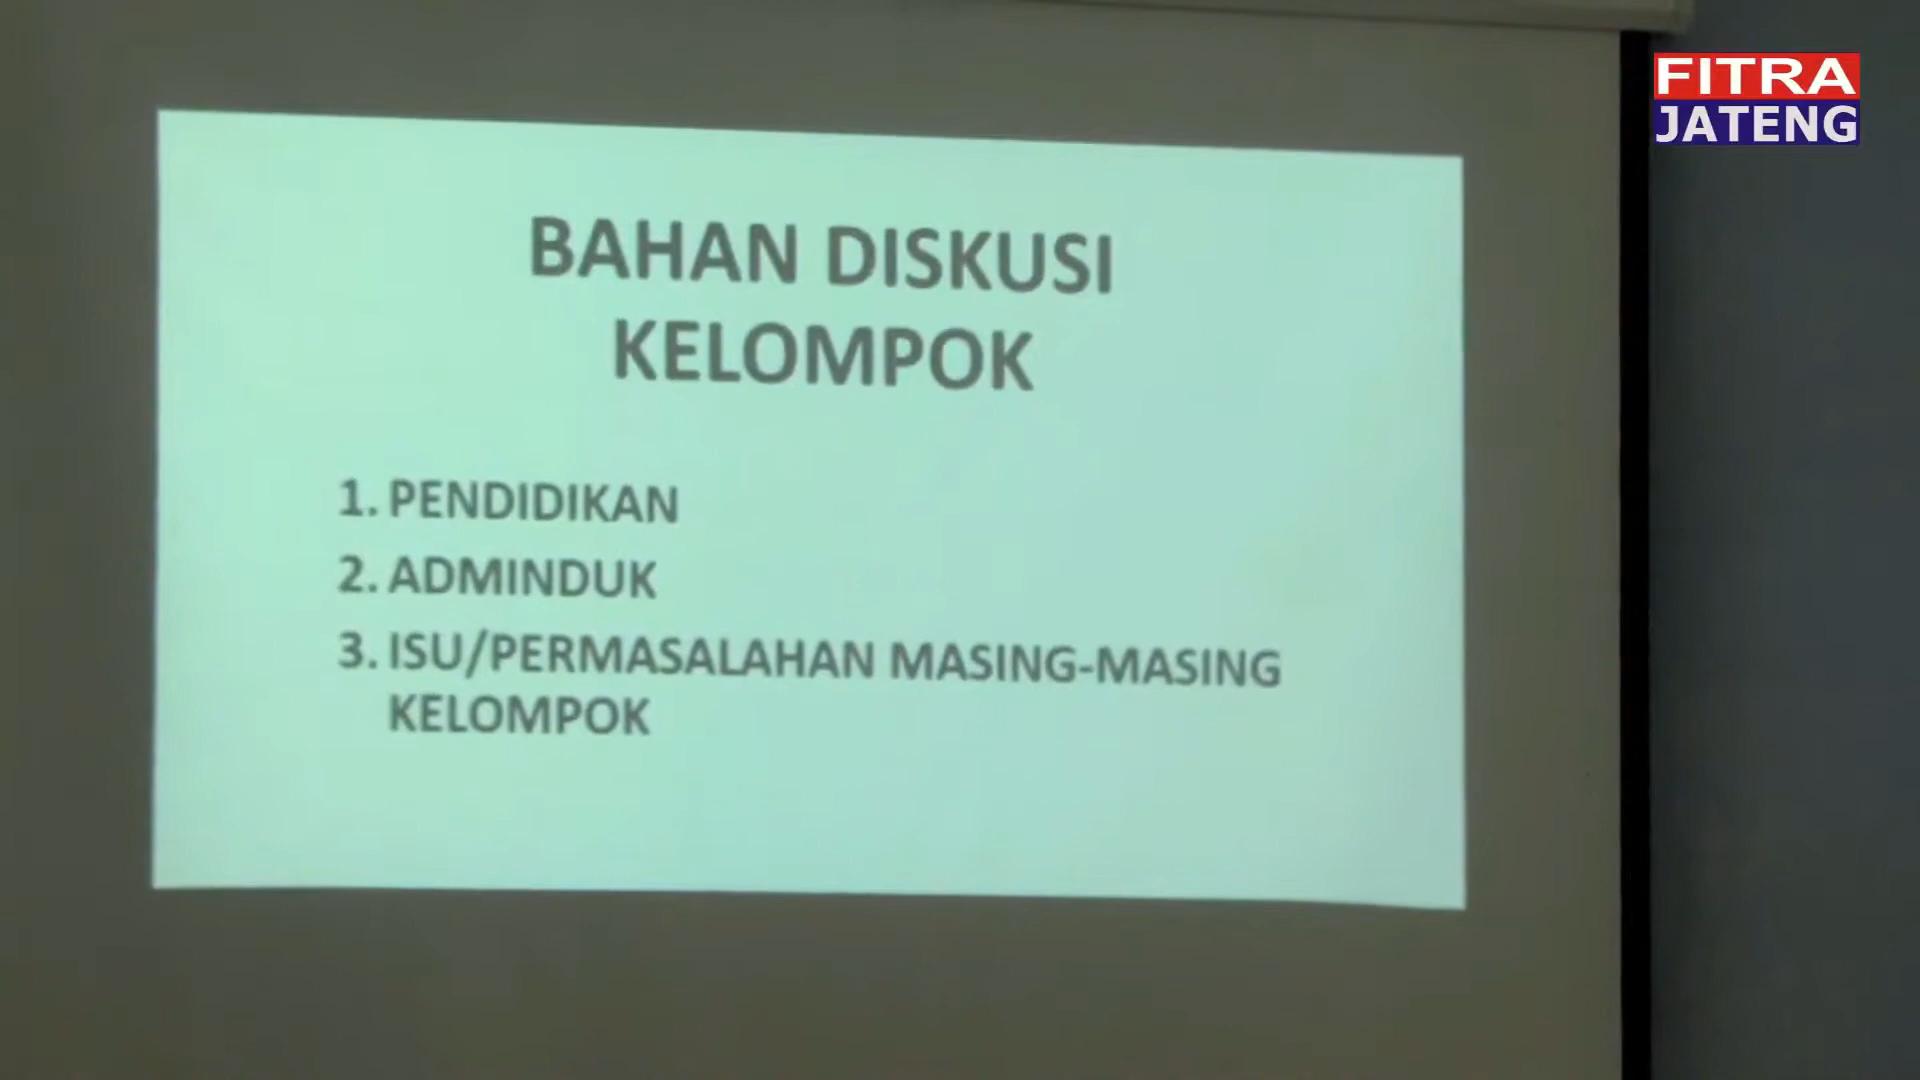 FITRA
JATENG
BAHAN DISKUSI
KELOMPOK
1. PENDIDIKAN
2. ADMINDUK
3. ISU/PERMASALAHAN MASING-MASING
KELOMPOK